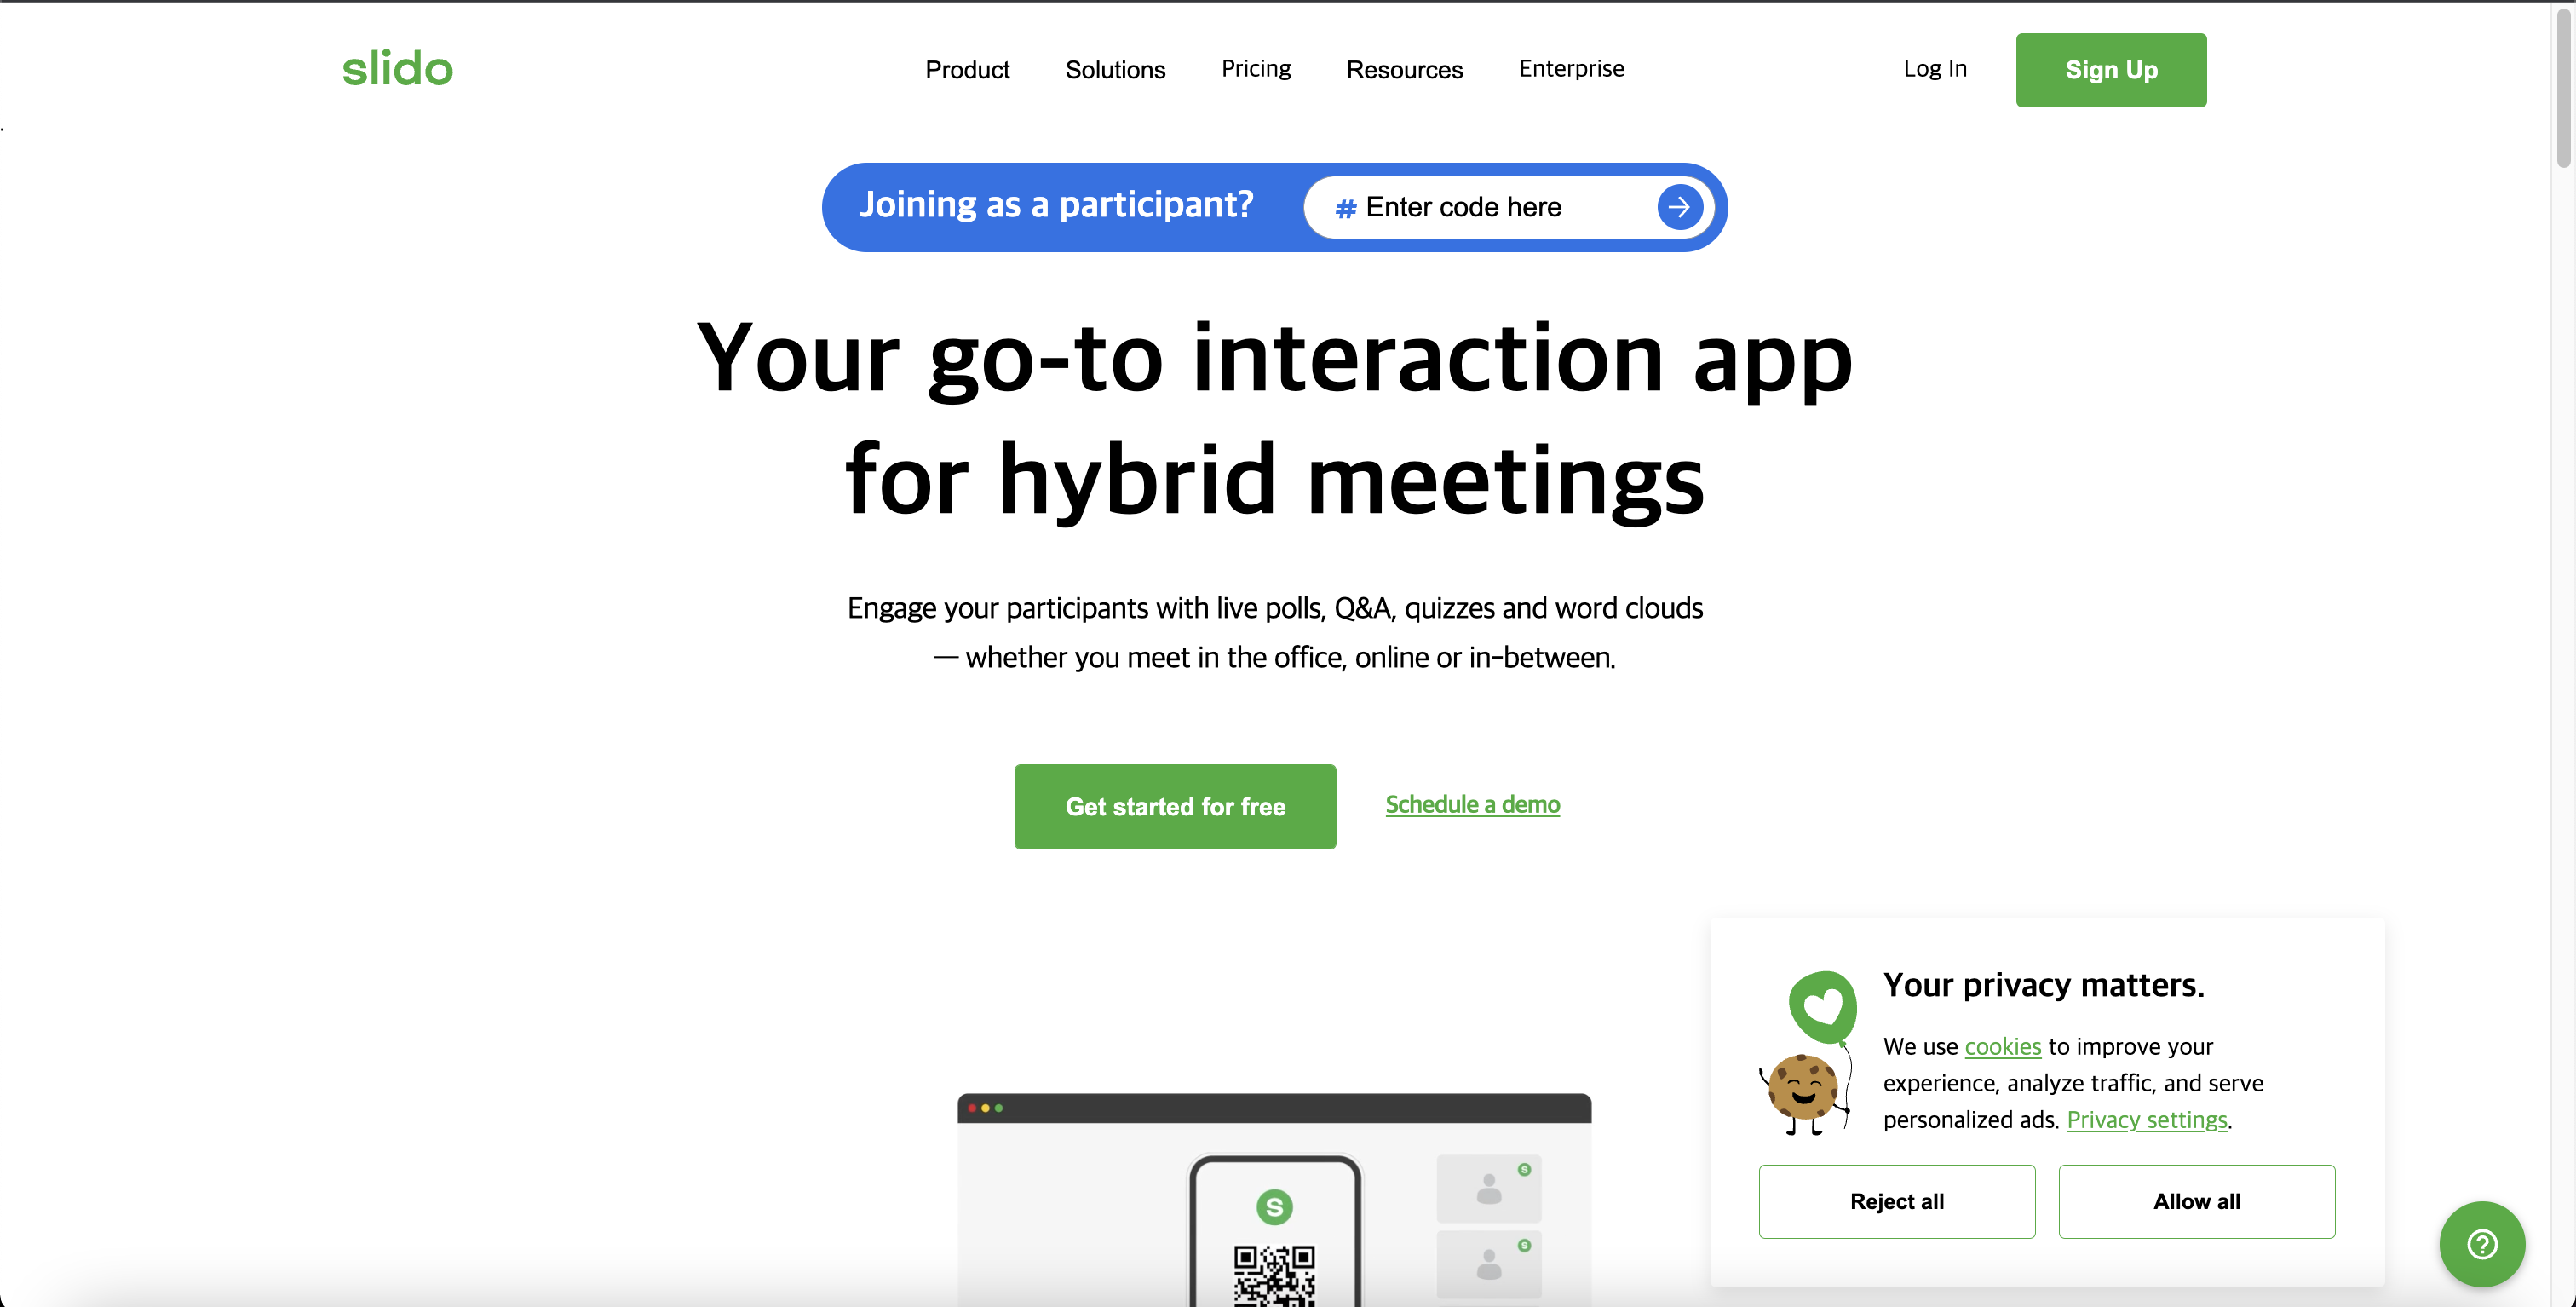 slido
Product Solutions Pricing Resources Enterprise
Log In
Sign Up
Joining as a participant?
# Enter code here
Your go-to interaction app
for hybrid meetings
Engage your participants with live polls, Q&A, quizzes and word clouds
— whether you meet in the office, online or in-between.
Get started for free
Schedule a demo
Your privacy matters.
We use cookies to improve your
experience, analyze traffic, and serve
personalized ads. Privacy settings.
Reject all
Allow all
s
s
s
?